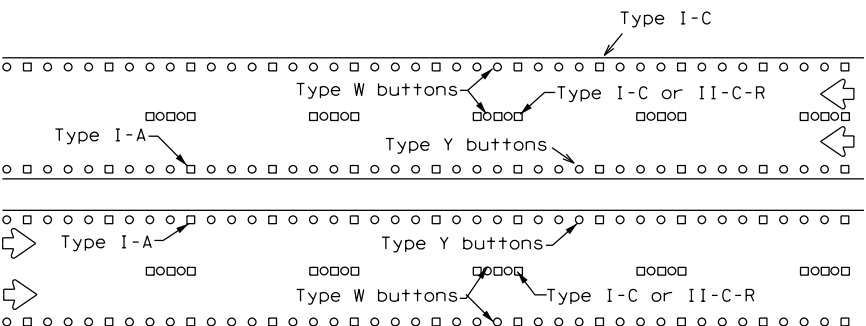 Type I-C
Type W buttons
Type I-C or II-C-R
Type I-A
Type Y buttons
Type I-A
Type Y buttons
Type W buttons
Type I-C or II-C-R